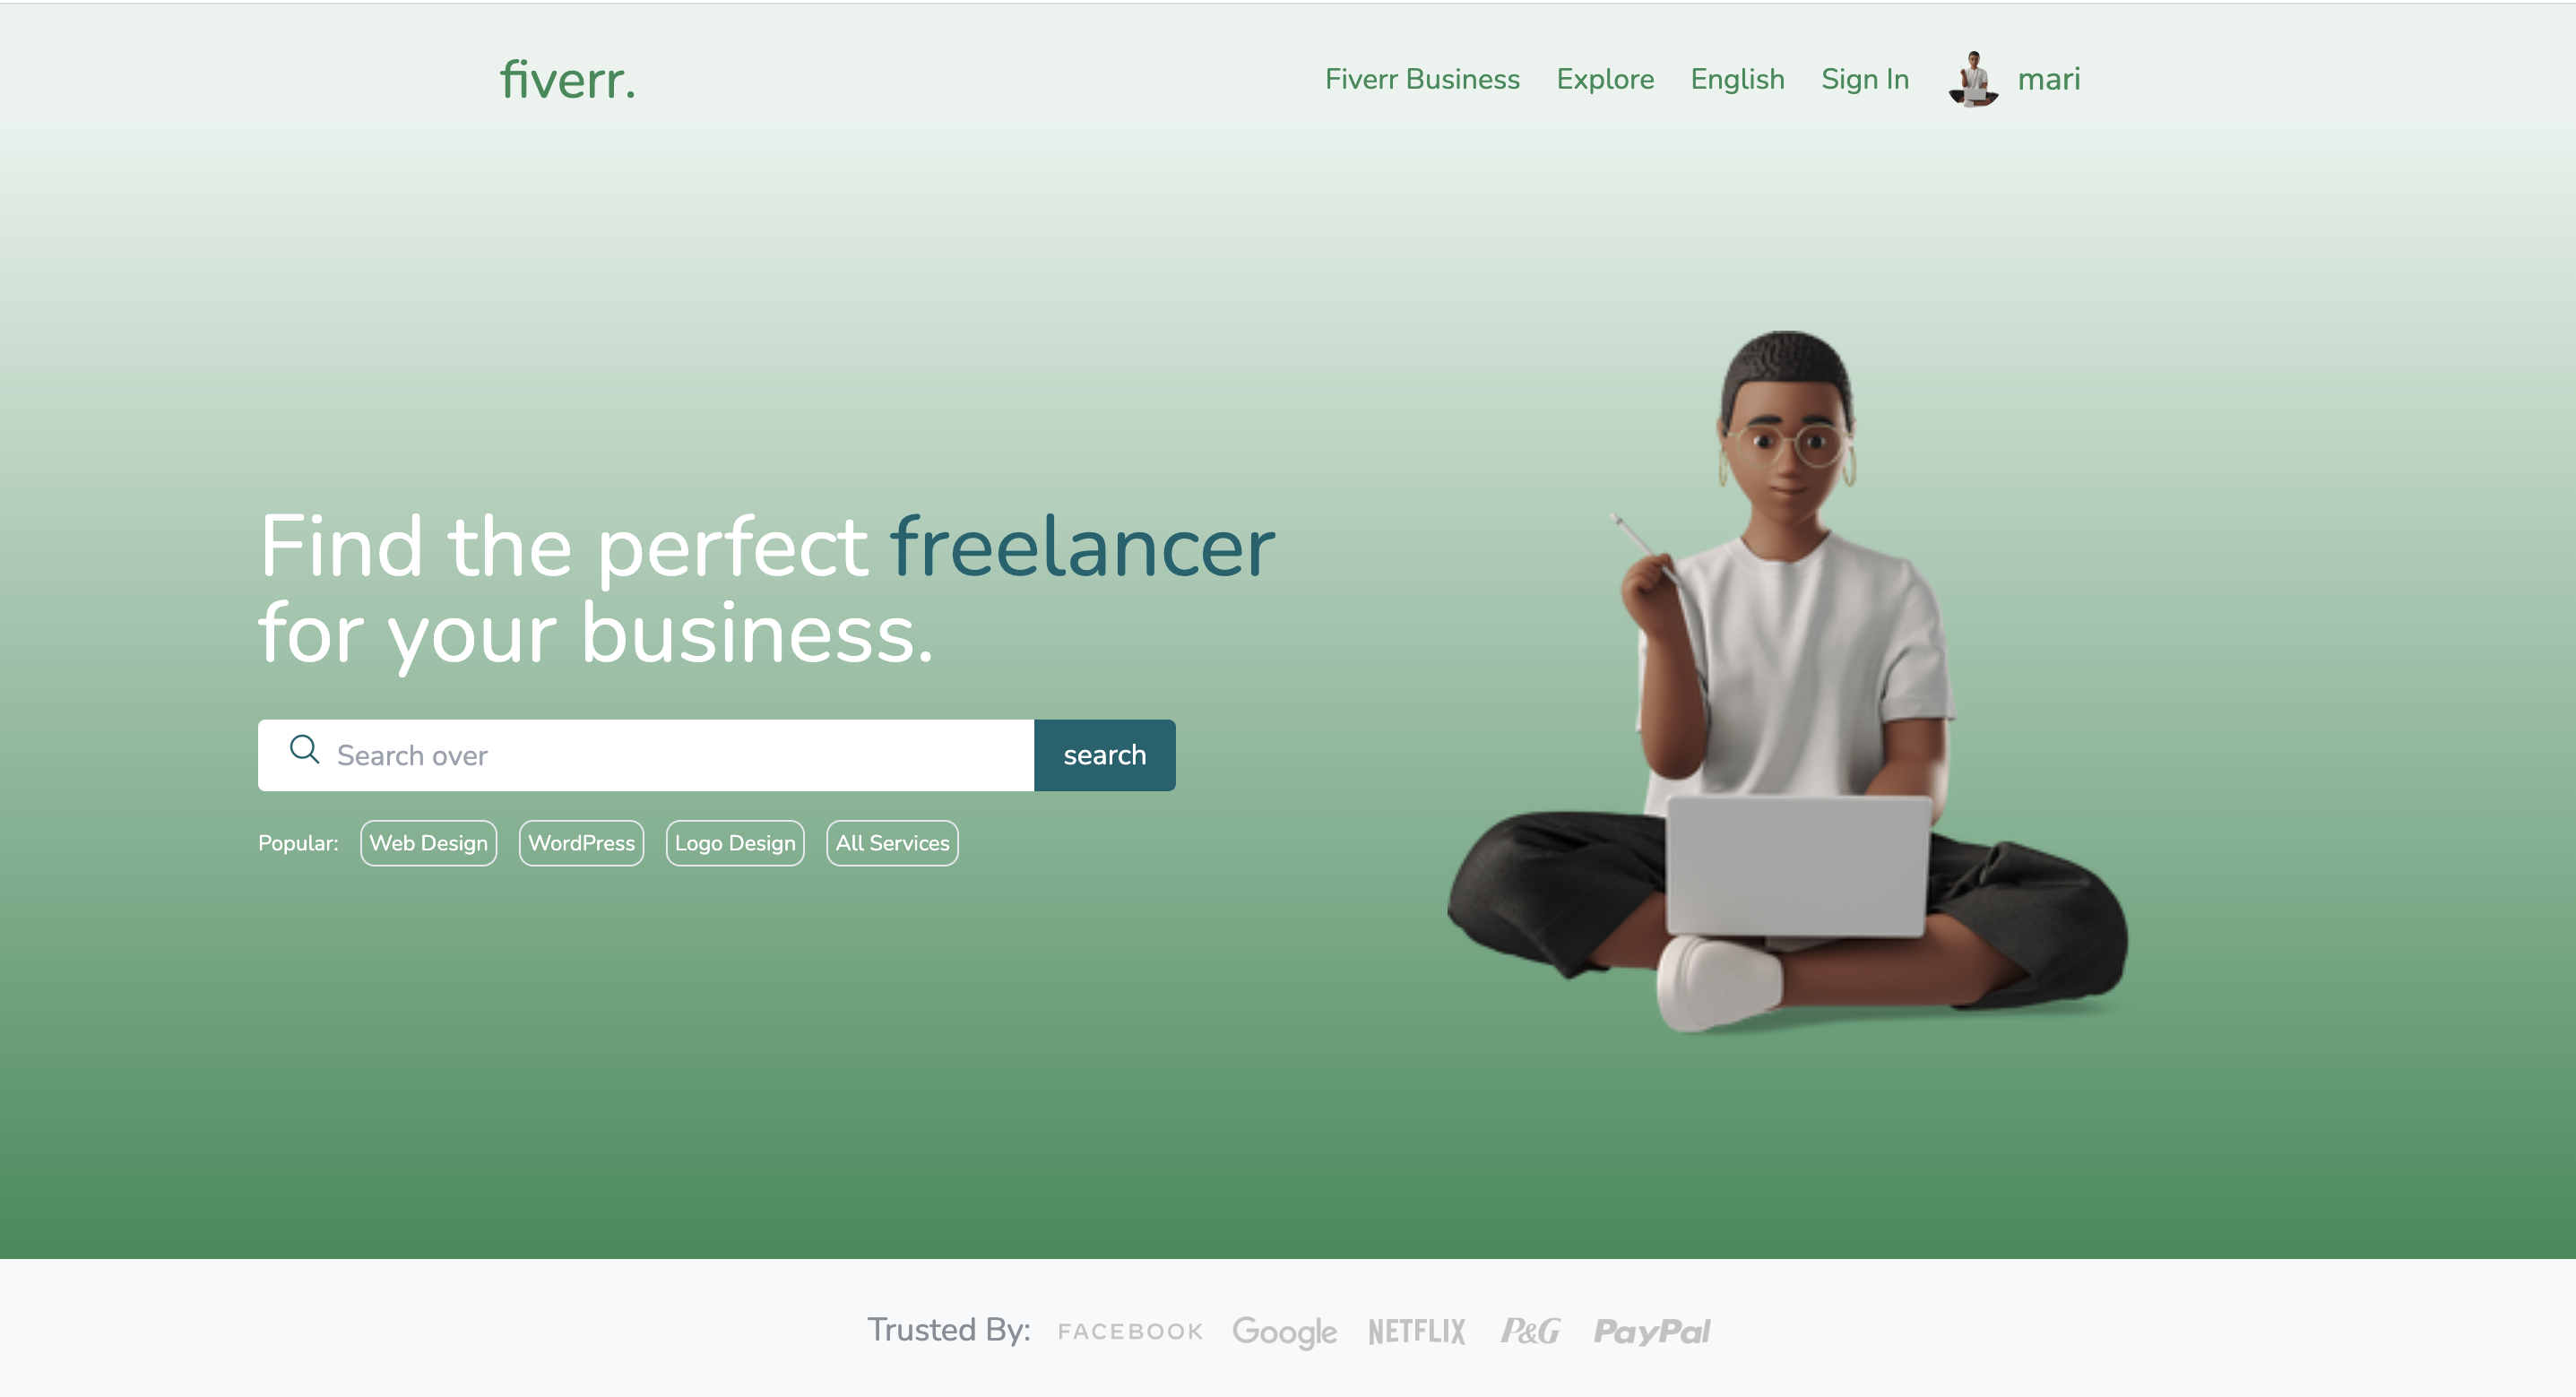 fiverr.
Fiverr Business Explore English Sign In mari
Find the perfect freelancer
for your business.
Search over search
Popular: Web Design WordPress Logo Design All Services
Trusted By: FACEBOOK Google NETFLIX P&G PayPal